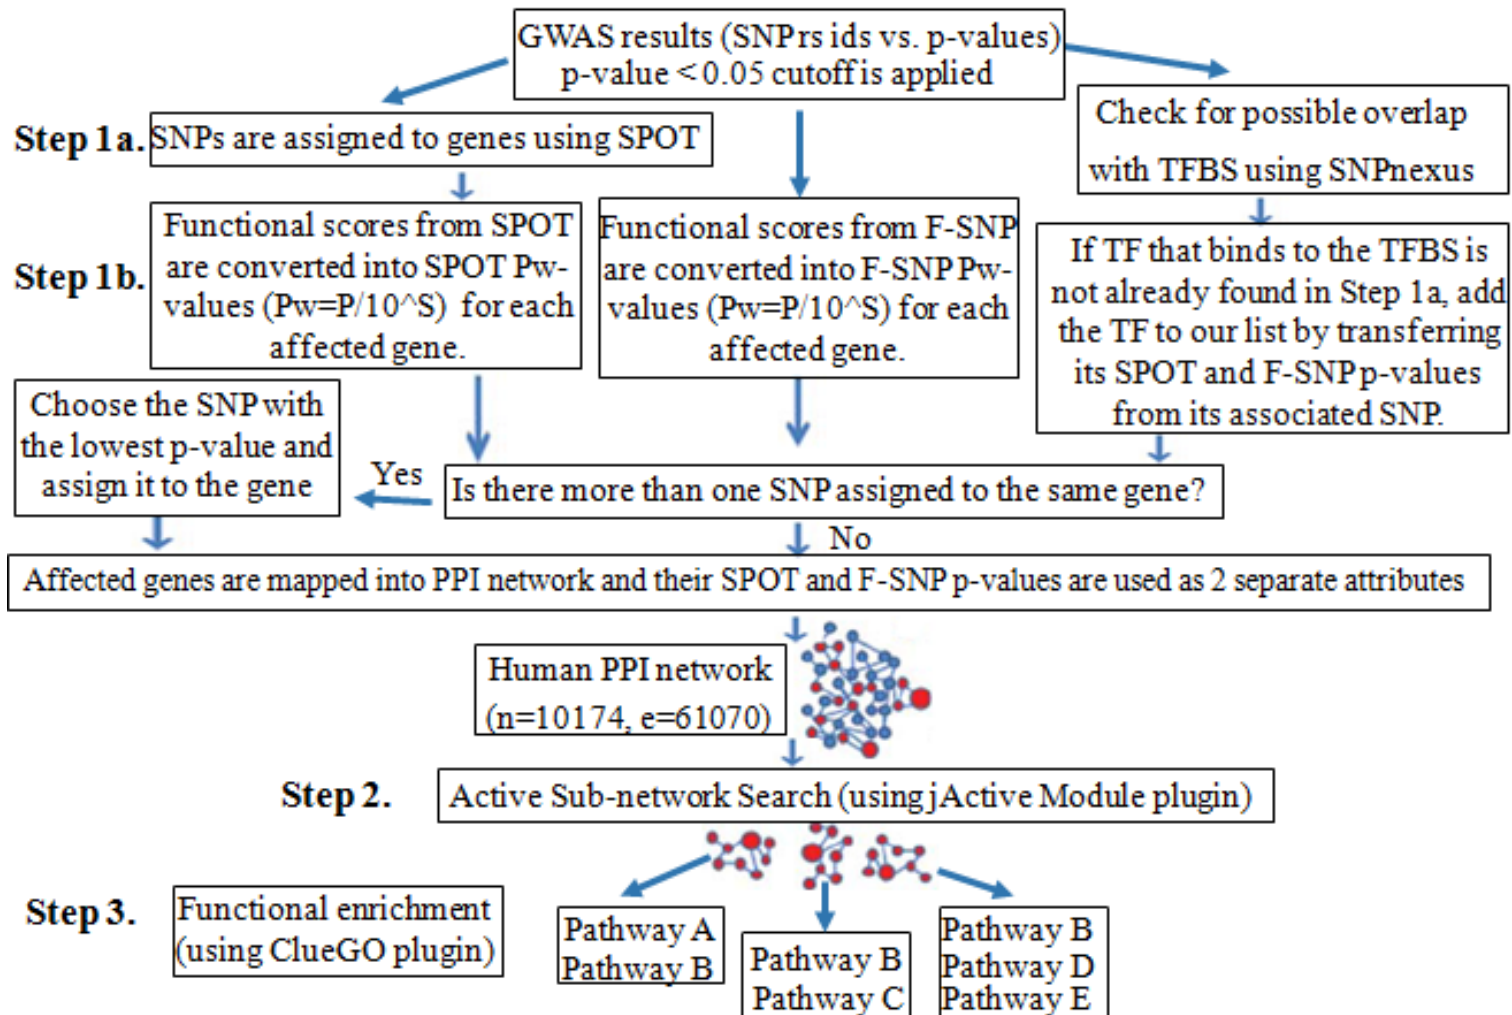 GWAS results (SNP rs ids vs. p-values)
p-value < 0.05 cutoff is applied
Step 1a.
SNPs are assigned to genes using SPOT
Check for possible overlap
with TFBS using SNPnexus
Step 1b.
Functional scores from SPOT
are converted into SPOT Pw-
values (Pw=P/10^S) for each
affected gene.
Functional scores from F-SNP
are converted into F-SNP Pw-
values (Pw=P/10^S) for each
affected gene.
If TF that binds to the TFBS is
not already found in Step 1a, add
the TF to our list by transferring
its SPOT and F-SNP p-values
from its associated SNP.
Choose the SNP with
the lowest p-value and
assign it to the gene
Yes
Is there more than one SNP assigned to the same gene?
No
Affected genes are mapped into PPI network and their SPOT and F-SNP p-values are used as 2 separate attributes
Human PPI network
(n=10174, e=61070)
Step 2.
Active Sub-network Search (using jActive Module plugin)
Step 3.
Functional enrichment
(using ClueGO plugin)
Pathway A
Pathway B
Pathway B
Pathway C
Pathway B
Pathway D
Pathway E